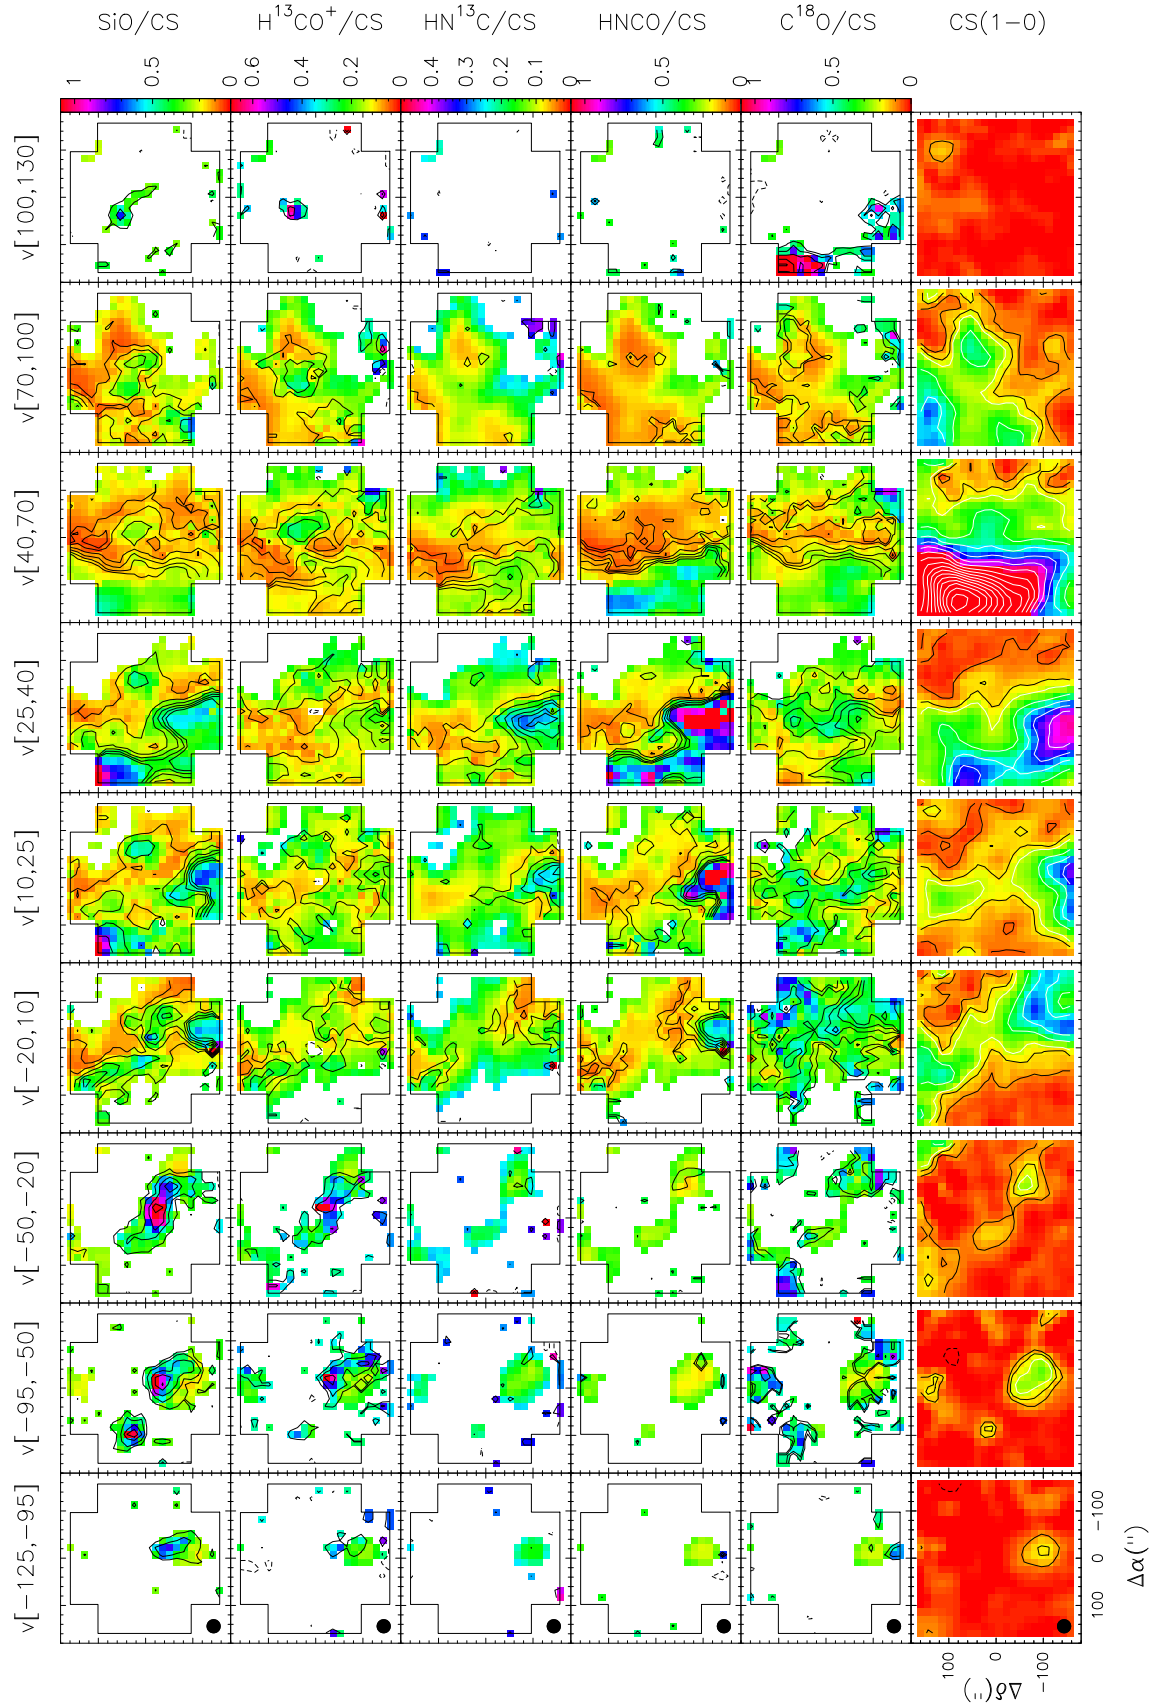 SiO/CS
H¹³CO⁺/CS
HN¹³C/CS
HNCO/CS
C¹⁸O/CS
CS(1−0)
1
0.5
0
0.6
0.4
0.2
0
0.4
0.3
0.2
0.1
0
1
0.5
0
1
0.5
0
v[100,130]
v[70,100]
v[40,70]
v[25,40]
v[10,25]
v[−20,10]
v[−50,−20]
v[−95,−50]
v[−125,−95]
100
0
−100
Δα('')
100
0
−100
Δδ('')